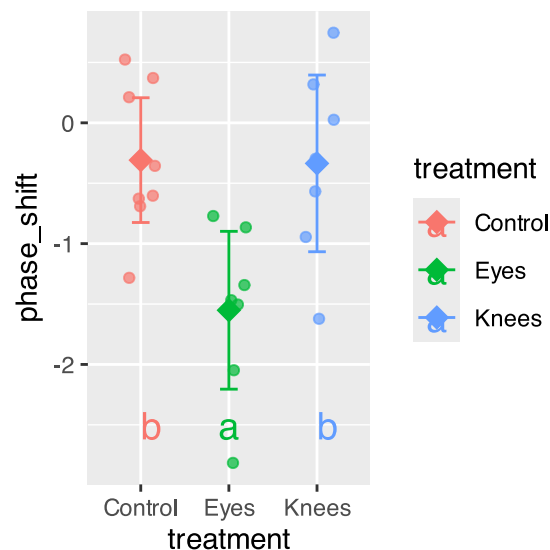 phase_shift
0
-1
-2
b a b
Control Eyes Knees
treatment
treatment
a Control
a Eyes
a Knees